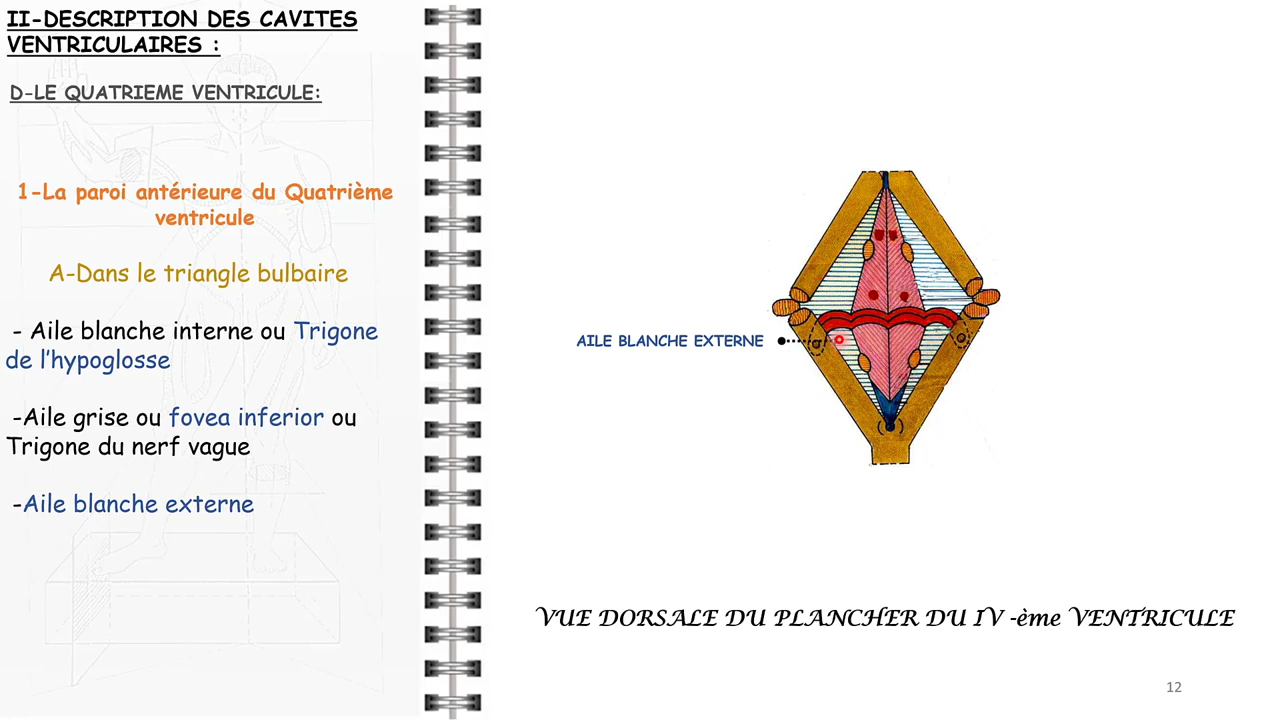 II-DESCRIPTION DES CAVITES
VENTRICULAIRES :
D-LE QUATRIEME VENTRICULE:
1-La paroi antérieure du Quatrième
ventricule
A-Dans le triangle bulbaire
- Aile blanche interne ou Trigone
de l’hypoglosse
-Aile grise ou fovea inferior ou
Trigone du nerf vague
-Aile blanche externe
AILE BLANCHE EXTERNE
VUE DORSALE DU PLANCHER DU IV -ème VENTRICULE
12